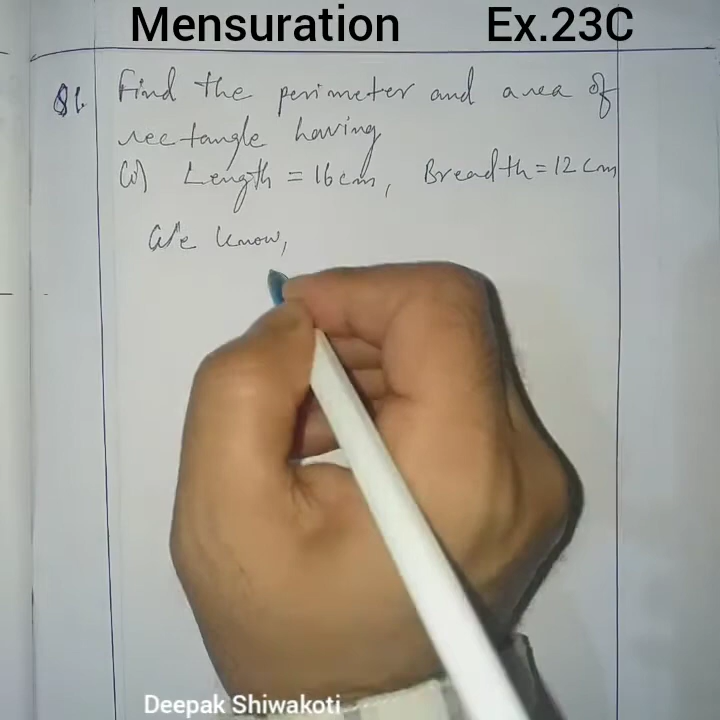 Mensuration Ex.23C
Q1. Find the perimeter and area of
rectangle having
(i) Length = 16 cm, Breadth = 12 cm
We know,
Deepak Shiwakoti